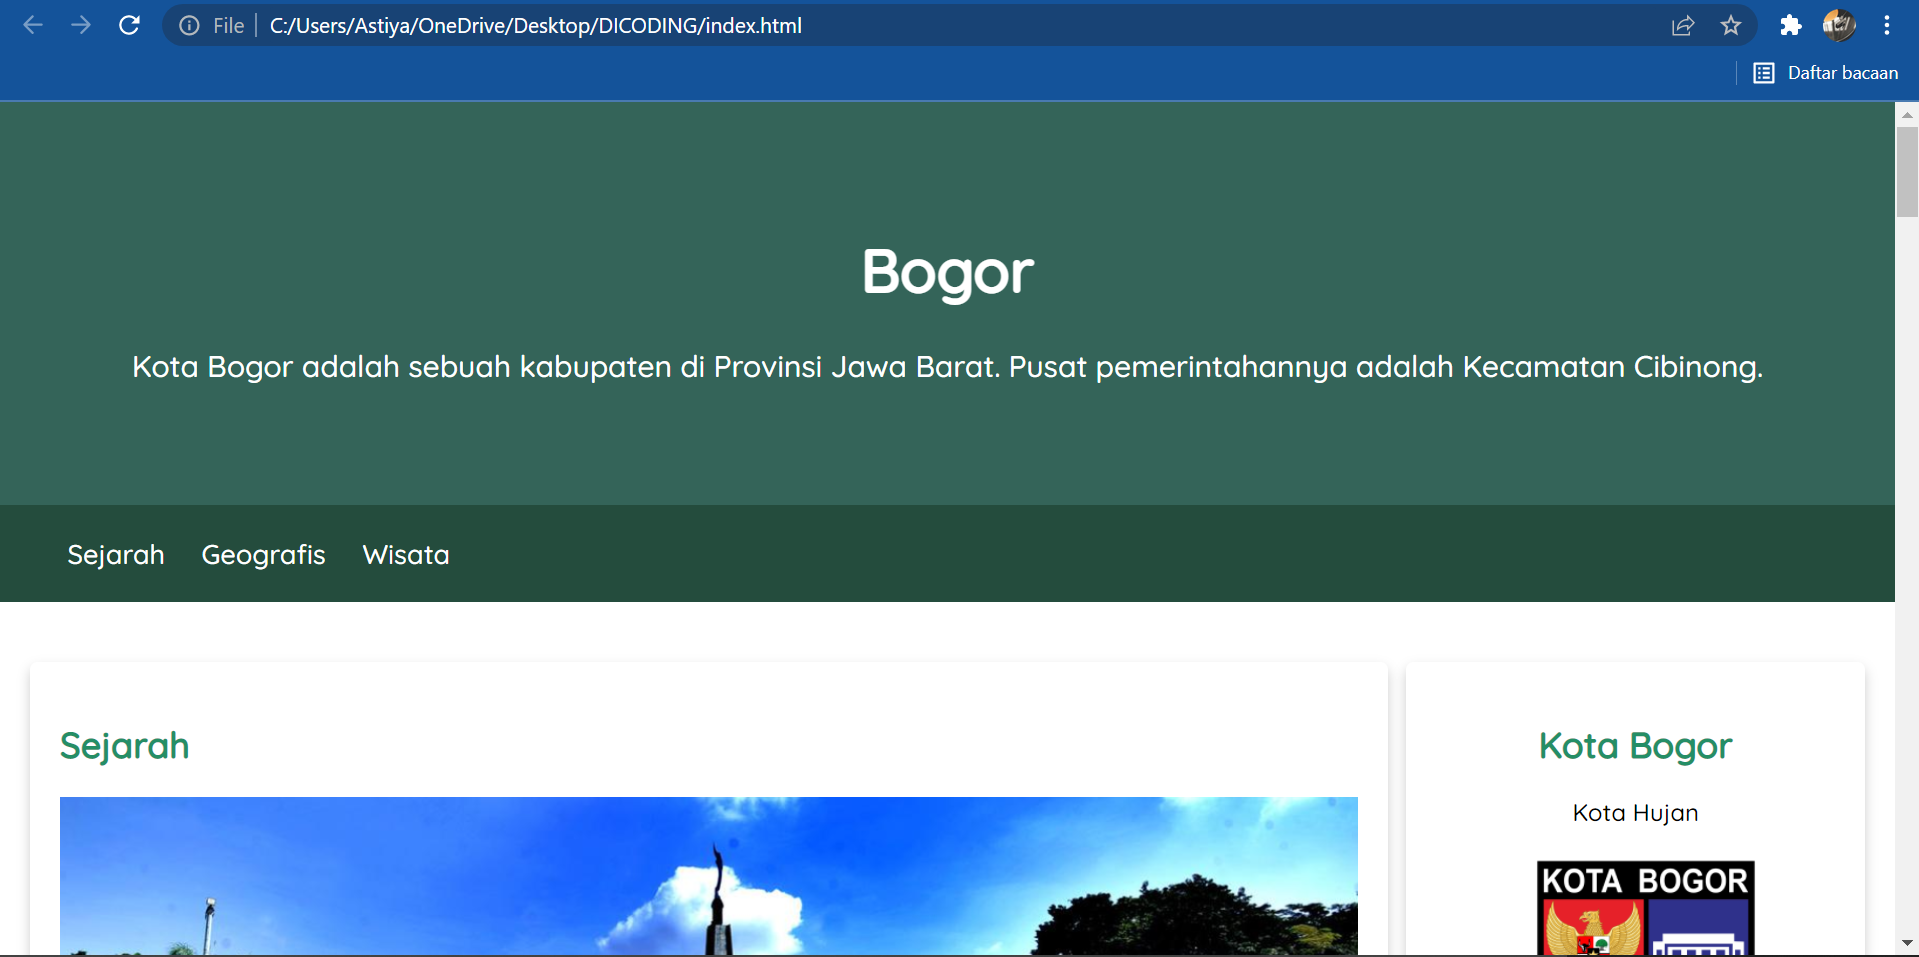 File
C:/Users/Astiya/OneDrive/Desktop/DICODING/index.html
Daftar bacaan
Bogor
Kota Bogor adalah sebuah kabupaten di Provinsi Jawa Barat. Pusat pemerintahannya adalah Kecamatan Cibinong.
Sejarah Geografis Wisata
Sejarah
Kota Bogor
Kota Hujan
KOTA BOGOR